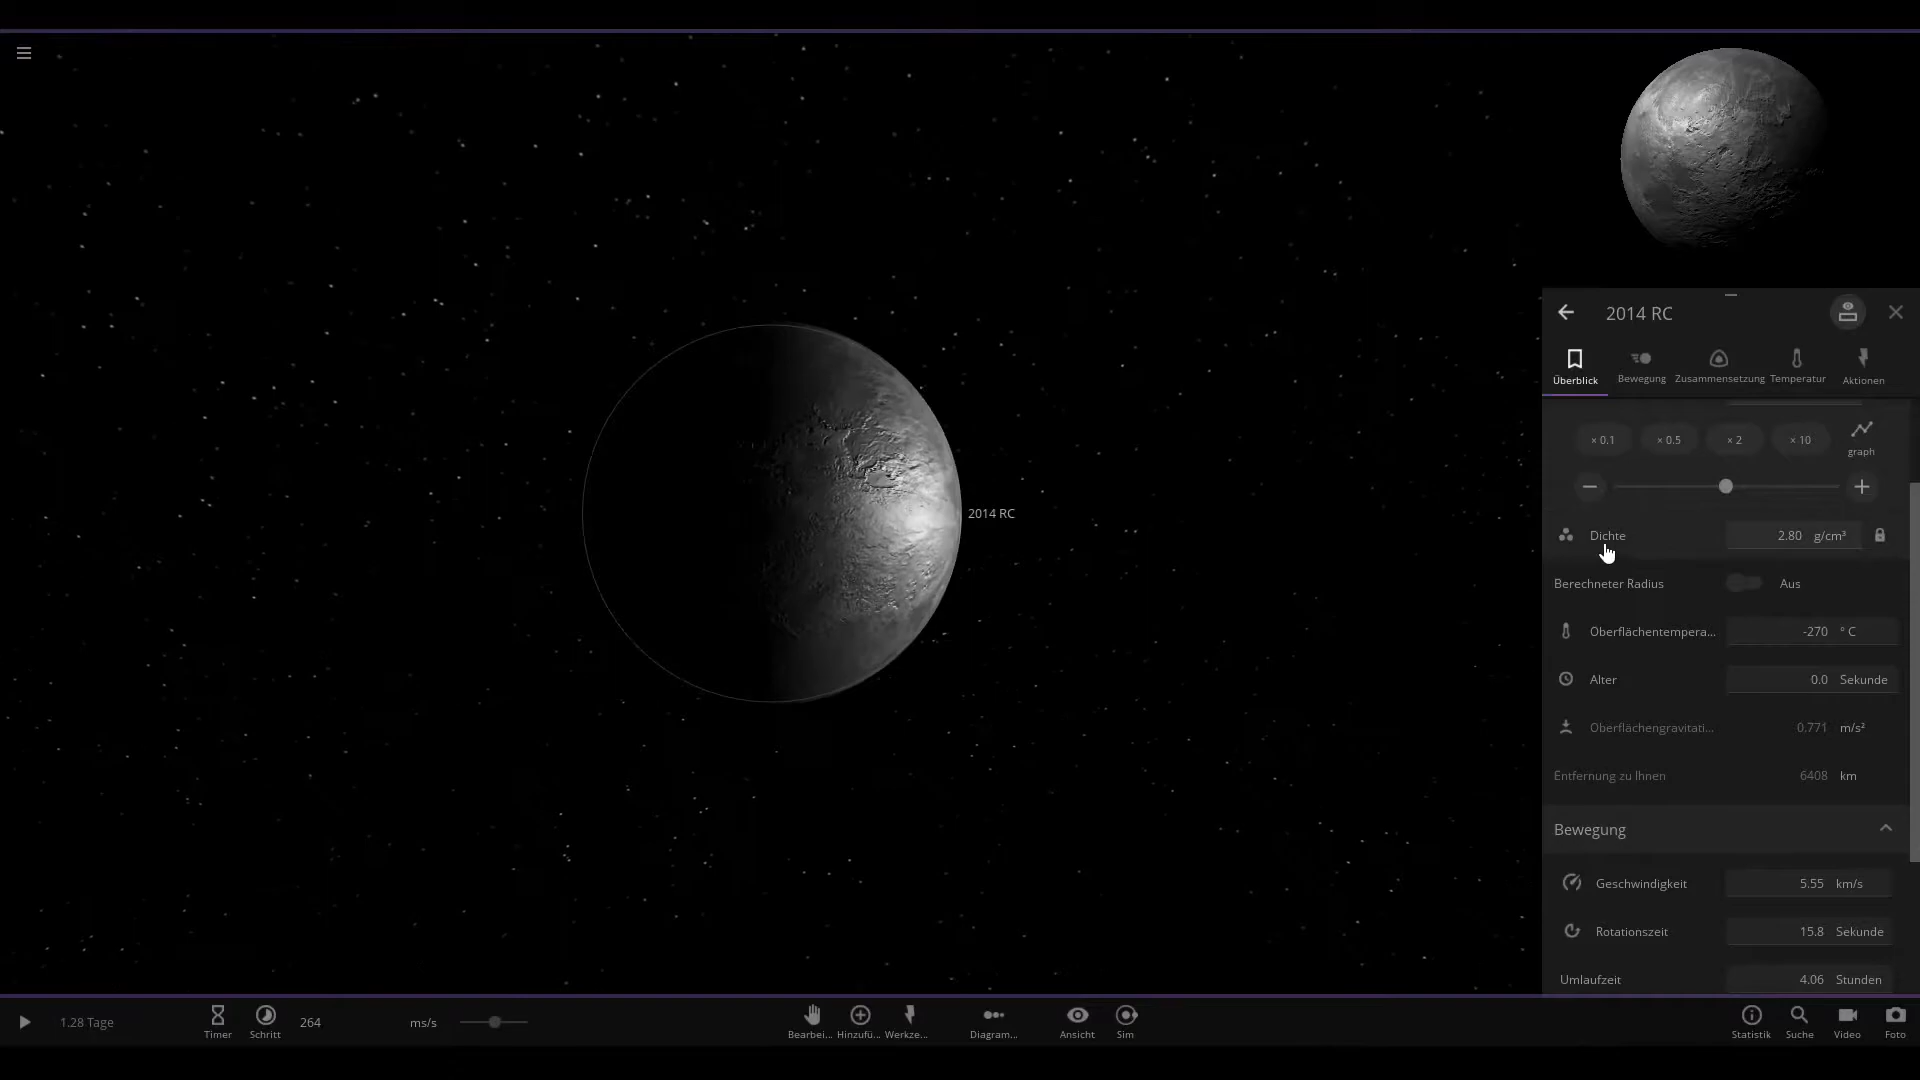 2014 RC
Überblick
Bewegung
Zusammensetzung
Temperatur
Aktionen
× 0.1
× 0.5
× 2
× 10
graph
2014 RC
Dichte 2.80 g/cm³
Berechneter Radius Aus
Oberflächentempera... -270 ° C
Alter 0.0 Sekunde
Oberflächengravitati... 0.771 m/s²
Entfernung zu Ihnen 6408 km
Bewegung
Geschwindigkeit 5.55 km/s
Rotationszeit 15.8 Sekunde
Umlaufzeit 4.06 Stunden
1.28 Tage
Timer
Schritt
264 ms/s
Bearbei...
Hinzufü...
Werkze...
Diagram...
Ansicht
Sim
Statistik
Suche
Video
Foto